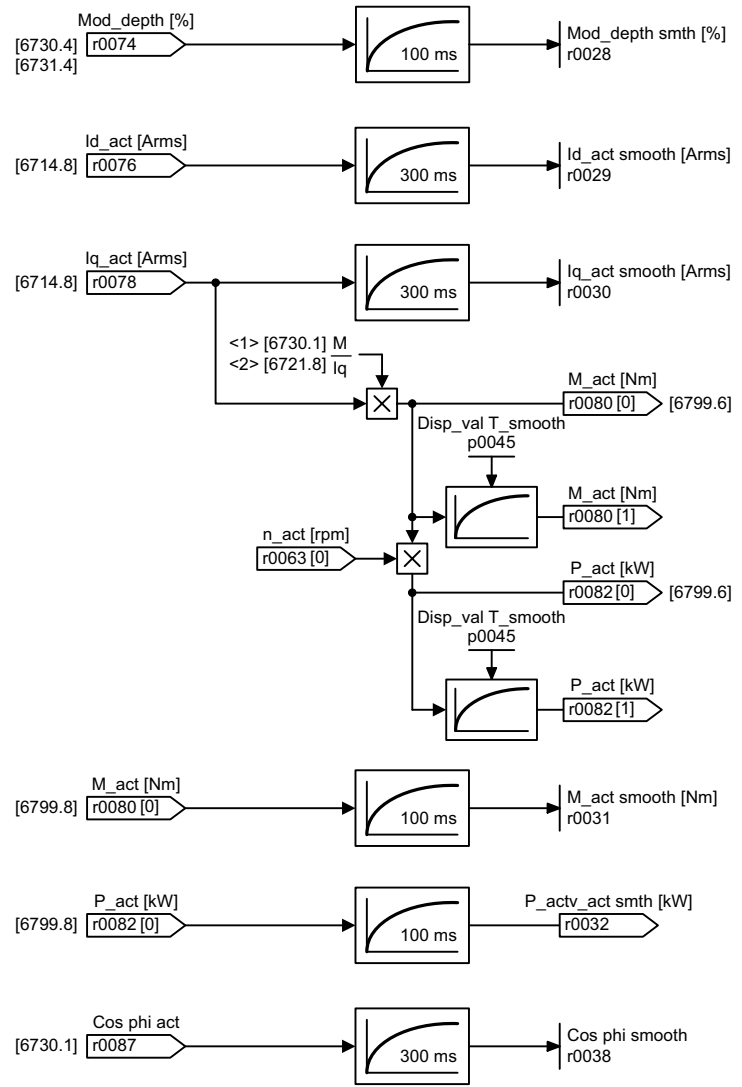 Mod_depth [%]
[6730.4] r0074
[6731.4]
100 ms
Mod_depth smth [%]
r0028
Id_act [Arms]
[6714.8] r0076
300 ms
Id_act smooth [Arms]
r0029
Iq_act [Arms]
[6714.8] r0078
300 ms
Iq_act smooth [Arms]
r0030
<1> [6730.1] M
<2> [6721.8] Iq
M_act [Nm]
r0080 [0] [6799.6]
Disp_val T_smooth
p0045
M_act [Nm]
r0080 [1]
n_act [rpm]
r0063 [0]
P_act [kW]
r0082 [0] [6799.6]
Disp_val T_smooth
p0045
P_act [kW]
r0082 [1]
M_act [Nm]
[6799.8] r0080 [0]
100 ms
M_act smooth [Nm]
r0031
P_act [kW]
[6799.8] r0082 [0]
100 ms
P_actv_act smth [kW]
r0032
Cos phi act
[6730.1] r0087
300 ms
Cos phi smooth
r0038